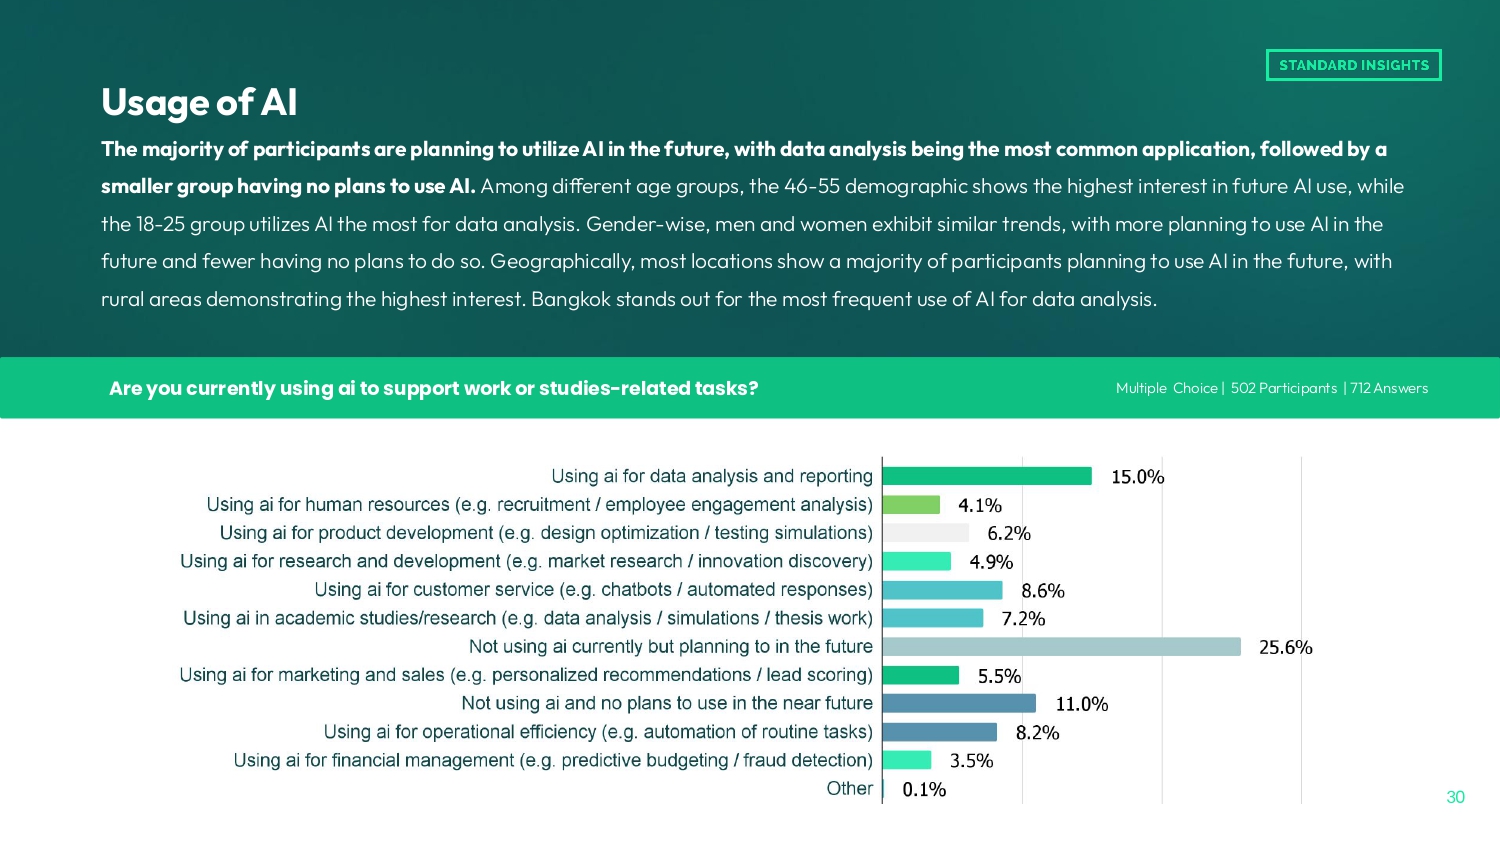 STANDARD INSIGHTS
Usage of AI
The majority of participants are planning to utilize AI in the future, with data analysis being the most common application, followed by a
smaller group having no plans to use AI. Among different age groups, the 46-55 demographic shows the highest interest in future AI use, while
the 18-25 group utilizes AI the most for data analysis. Gender-wise, men and women exhibit similar trends, with more planning to use AI in the
future and fewer having no plans to do so. Geographically, most locations show a majority of participants planning to use AI in the future, with
rural areas demonstrating the highest interest. Bangkok stands out for the most frequent use of AI for data analysis.
Are you currently using ai to support work or studies-related tasks?
Multiple Choice | 502 Participants | 712 Answers
Using ai for data analysis and reporting 15.0%
Using ai for human resources (e.g. recruitment / employee engagement analysis) 4.1%
Using ai for product development (e.g. design optimization / testing simulations) 6.2%
Using ai for research and development (e.g. market research / innovation discovery) 4.9%
Using ai for customer service (e.g. chatbots / automated responses) 8.6%
Using ai in academic studies/research (e.g. data analysis / simulations / thesis work) 7.2%
Not using ai currently but planning to in the future 25.6%
Using ai for marketing and sales (e.g. personalized recommendations / lead scoring) 5.5%
Not using ai and no plans to use in the near future 11.0%
Using ai for operational efficiency (e.g. automation of routine tasks) 8.2%
Using ai for financial management (e.g. predictive budgeting / fraud detection) 3.5%
Other 0.1%
30